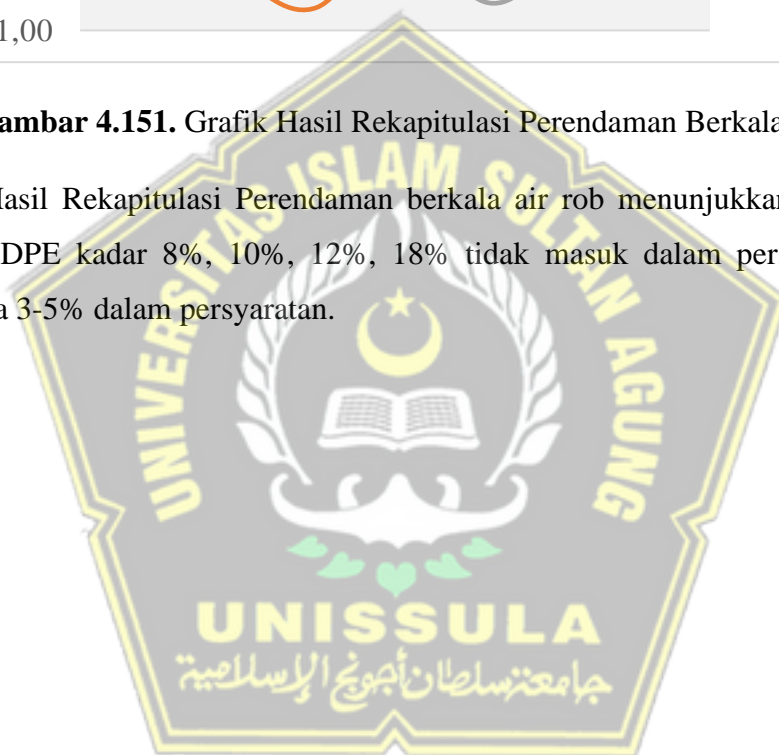 1,00
ambar 4.151. Grafik Hasil Rekapitulasi Perendaman Berkala
Hasil Rekapitulasi Perendaman berkala air rob menunjukkan
DPE kadar 8%, 10%, 12%, 18% tidak masuk dalam per
a 3-5% dalam persyaratan.
UNIVERSITAS ISLAM SULTAN AGUNG
UNISSULA
جامعتنسلطان أجونج الإسلامية